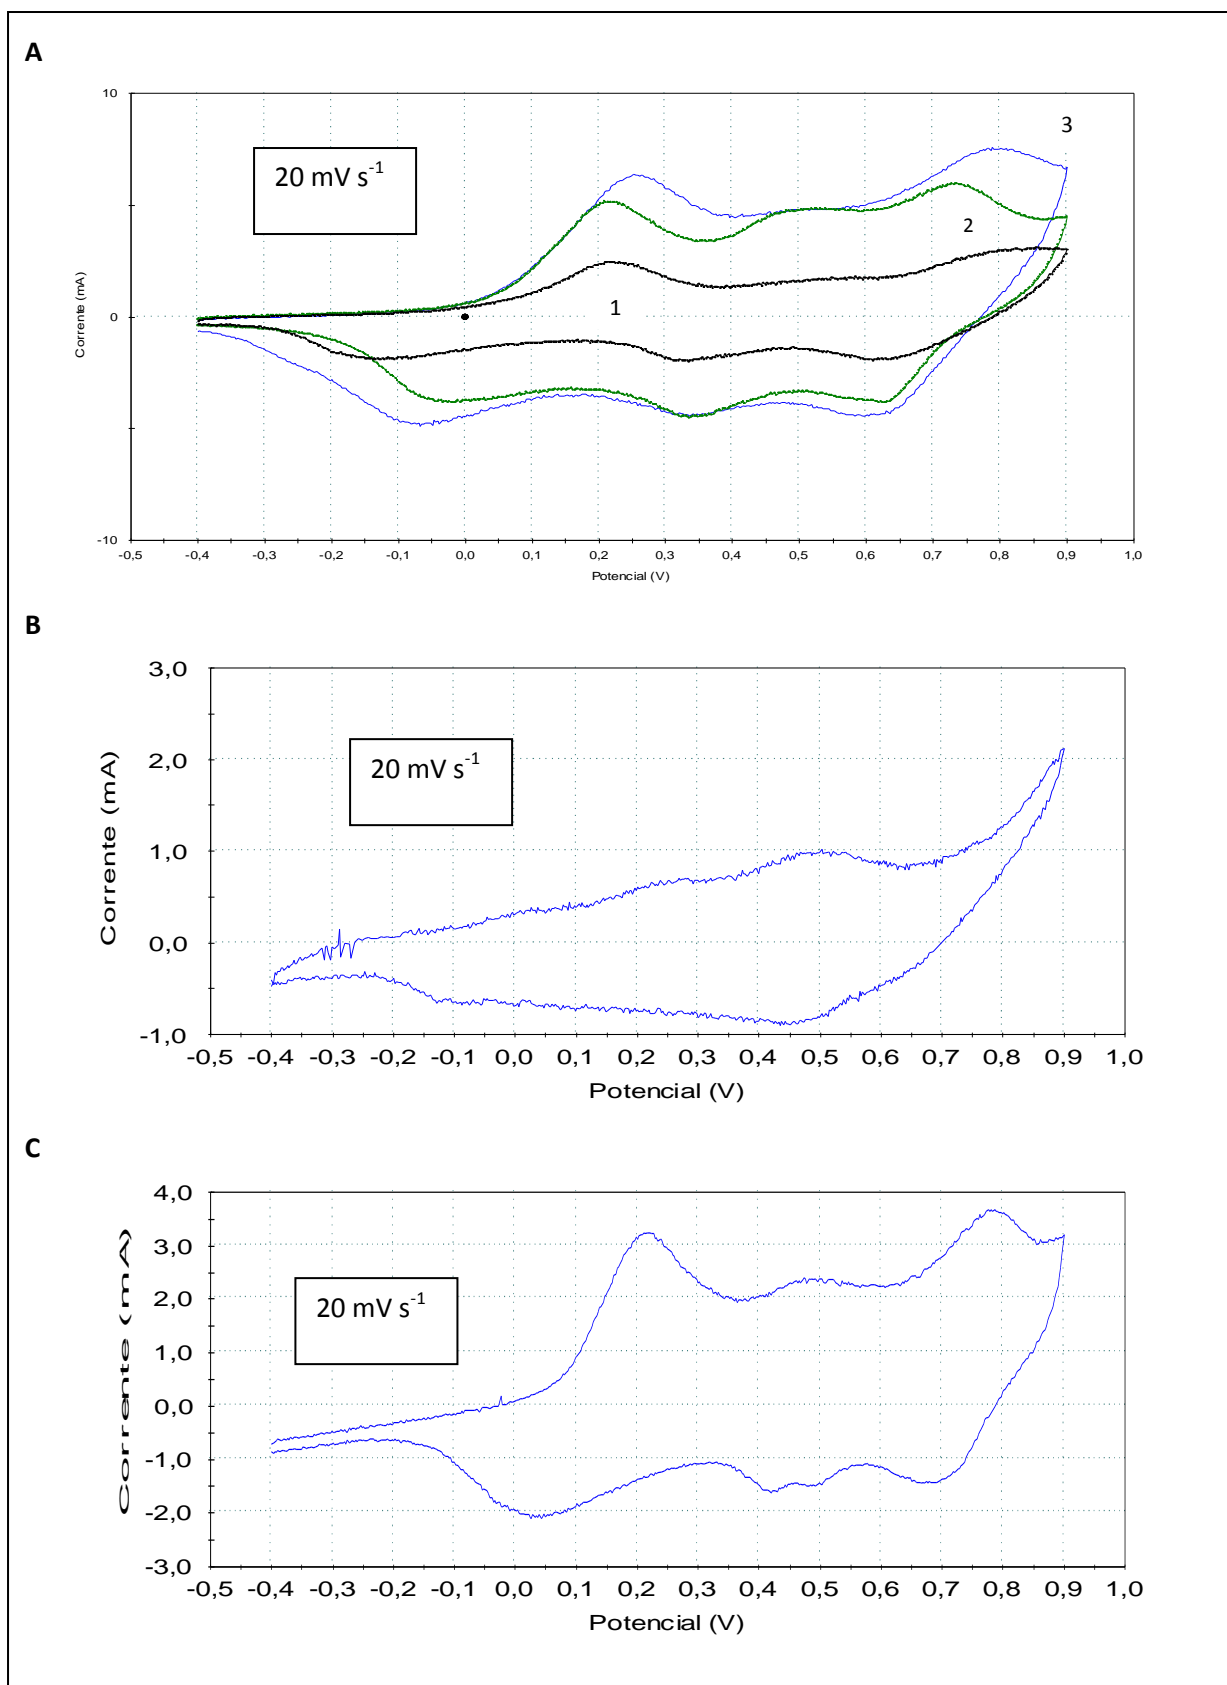 A
10
0
-10
Corrente (mA)
20 mV s-1
1
2
3
-0,5 -0,4 -0,3 -0,2 -0,1 0,0 0,1 0,2 0,3 0,4 0,5 0,6 0,7 0,8 0,9 1,0
Potencial (V)
B
3,0
2,0
1,0
0,0
-1,0
Corrente (mA)
20 mV s-1
-0,5 -0,4 -0,3 -0,2 -0,1 0,0 0,1 0,2 0,3 0,4 0,5 0,6 0,7 0,8 0,9 1,0
Potencial (V)
C
4,0
3,0
2,0
1,0
0,0
-1,0
-2,0
-3,0
Corrente (mA)
20 mV s-1
-0,5 -0,4 -0,3 -0,2 -0,1 0,0 0,1 0,2 0,3 0,4 0,5 0,6 0,7 0,8 0,9 1,0
Potencial (V)